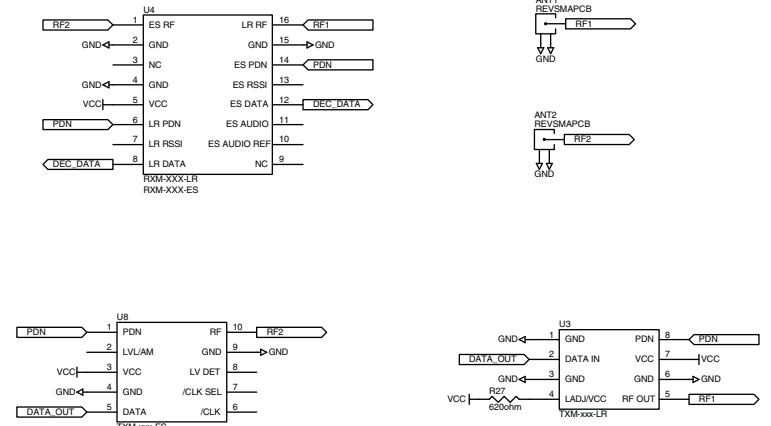 U4
RF2 1 ES RF LR RF 16 RF1
GND 2 GND GND 15 GND
3 NC ES PDN 14 PDN
GND 4 GND ES RSSI 13
VCC 5 VCC ES DATA 12 DEC_DATA
PDN 6 LR PDN ES AUDIO 11
7 LR RSSI ES AUDIO REF 10
DEC_DATA 8 LR DATA NC 9
RXM-XXX-LR
RXM-XXX-ES
ANT1
REVSMAPCB
RF1
GND
ANT2
REVSMAPCB
RF2
GND
U8
PDN 1 PDN RF 10 RF2
2 LVL/AM GND 9 GND
VCC 3 VCC LV DET 8
GND 4 GND /CLK SEL 7
DATA_OUT 5 DATA /CLK 6
TXM-xxx-ES
U3
GND 1 GND PDN 8 PDN
DATA_OUT 2 DATA IN VCC 7 VCC
GND 3 GND GND 6 GND
VCC R27 4 LADJ/VCC RF OUT 5 RF1
620ohm
TXM-xxx-LR